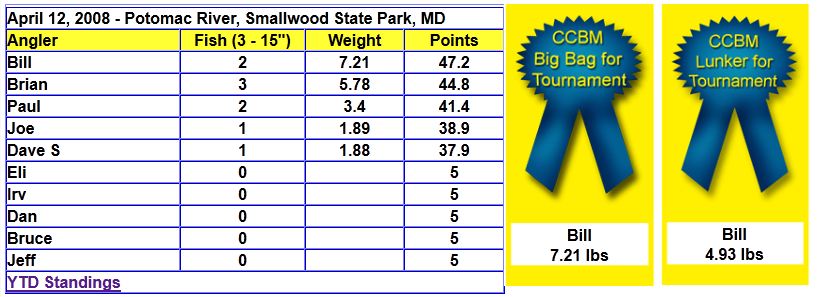 April 12, 2008 - Potomac River, Smallwood State Park, MD
Angler Fish (3 - 15") Weight Points
Bill 2 7.21 47.2
Brian 3 5.78 44.8
Paul 2 3.4 41.4
Joe 1 1.89 38.9
Dave S 1 1.88 37.9
Eli 0 5
Irv 0 5
Dan 0 5
Bruce 0 5
Jeff 0 5
YTD Standings
CCBM
Big Bag for
Tournament
Bill
7.21 lbs
CCBM
Lunker for
Tournament
Bill
4.93 lbs